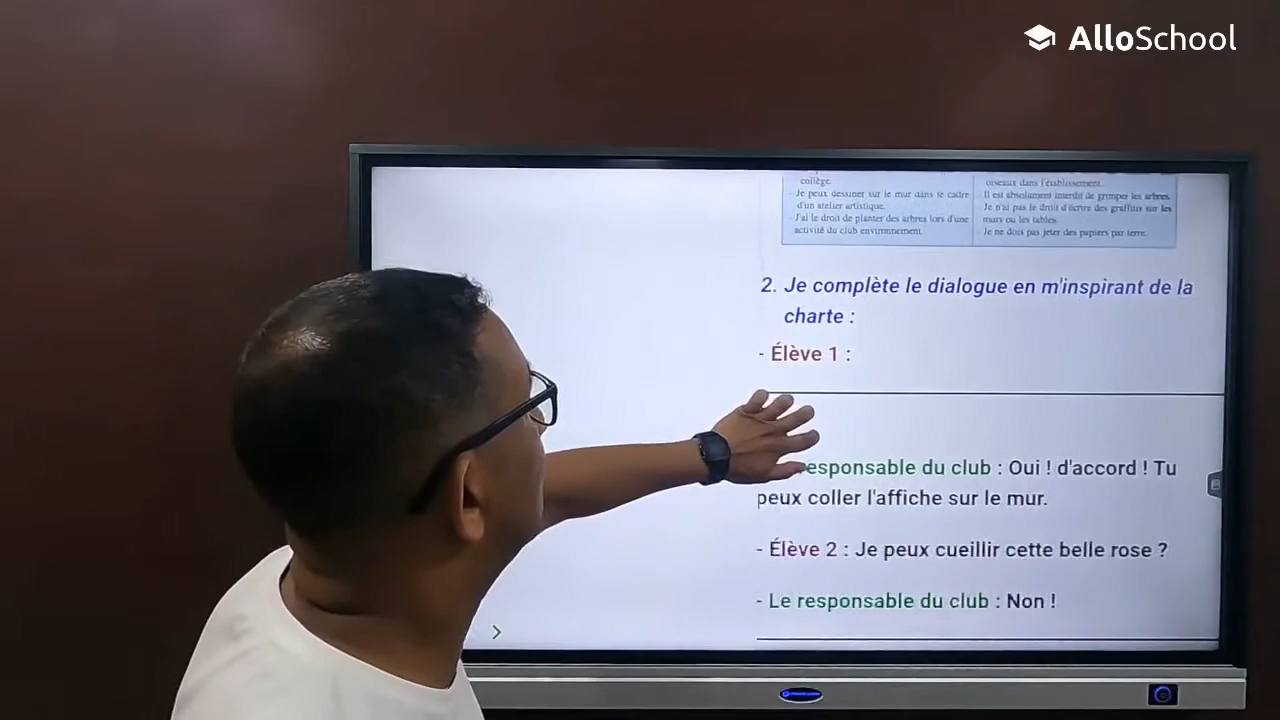 AlloSchool
collège.
- Je peux dessiner sur le mur dans le cadre
d'un atelier artistique.
- J'ai le droit de planter des arbres lors d'une
activité du club environnement.
oiseaux dans l'établissement.
- Il est absolument interdit de grimper les arbres.
Je n'ai pas le droit d'écrire des graffitis sur les
murs ou les tables.
Je ne dois pas jeter des papiers par terre.
2. Je complète le dialogue en m'inspirant de la
charte :
- Élève 1 :
responsable du club : Oui ! d'accord ! Tu
peux coller l'affiche sur le mur.
- Élève 2 : Je peux cueillir cette belle rose ?
- Le responsable du club : Non !